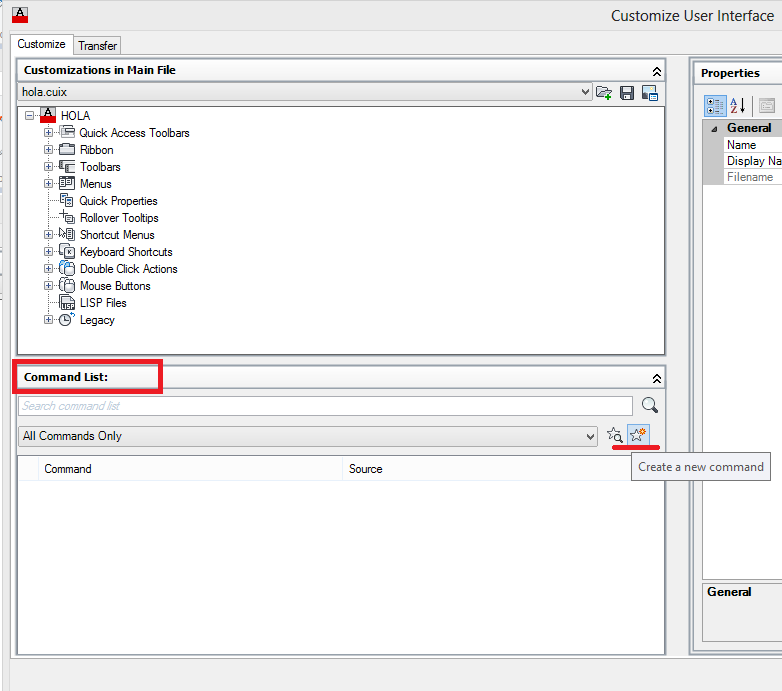 Customize User Interface
Customize
Transfer
Customizations in Main File
hola.cuix
HOLA
Quick Access Toolbars
Ribbon
Toolbars
Menus
Quick Properties
Rollover Tooltips
Shortcut Menus
Keyboard Shortcuts
Double Click Actions
Mouse Buttons
LISP Files
Legacy
Command List:
Search command list
All Commands Only
Command Source
Create a new command
Properties
General
Name
Display Na
Filename
General